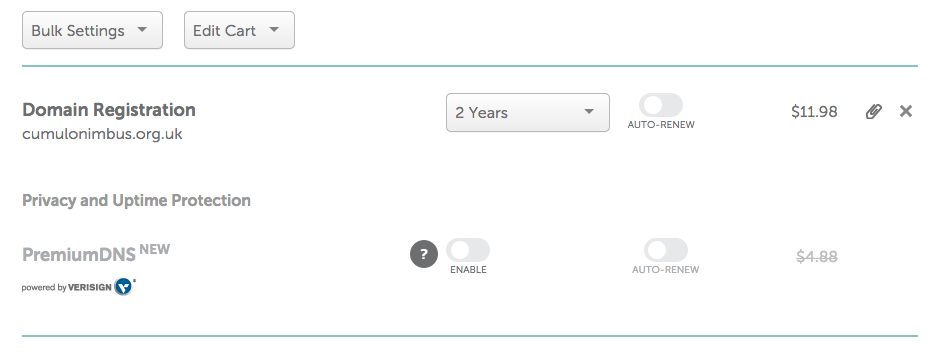 Bulk Settings Edit Cart
Domain Registration 2 Years $11.98
cumulonimbus.org.uk AUTO-RENEW
Privacy and Uptime Protection
PremiumDNS NEW ? $4.88
ENABLE AUTO-RENEW
powered by VERISIGN